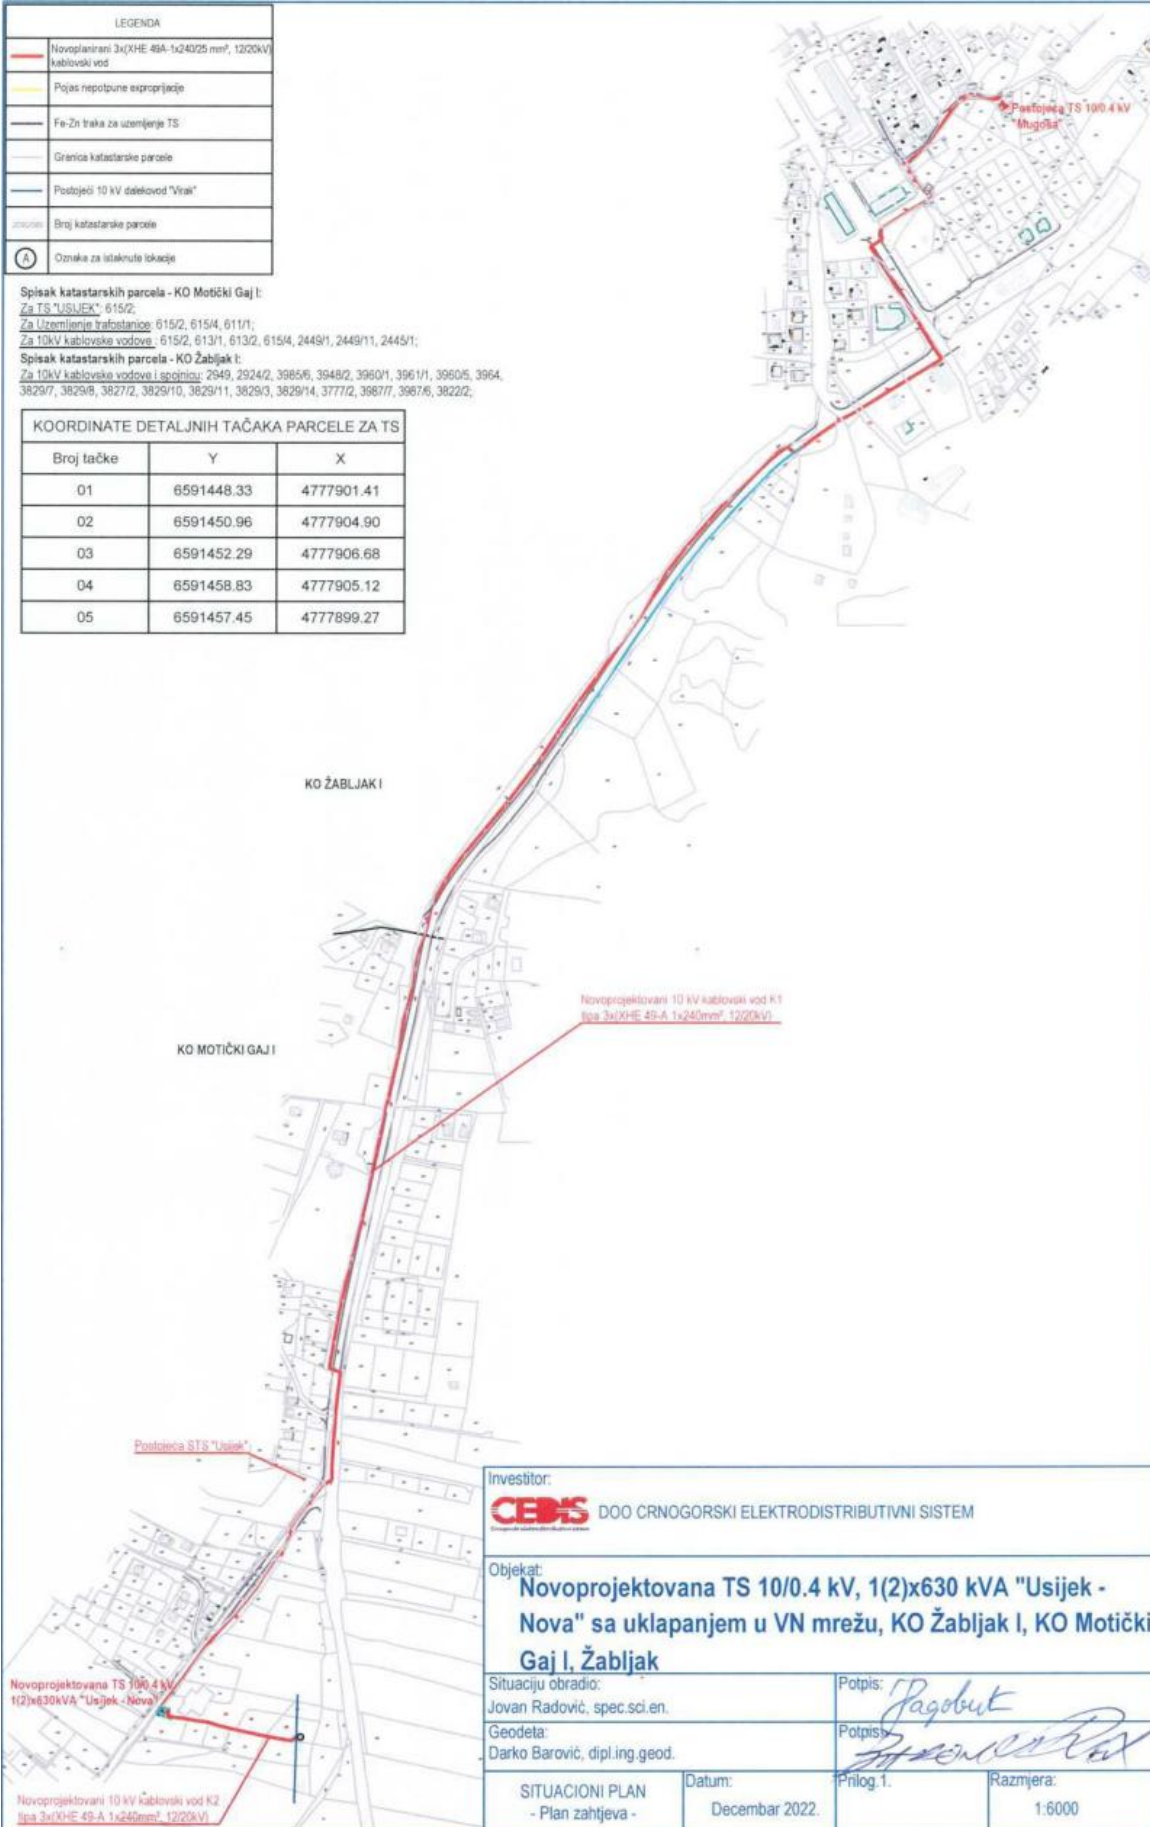 LEGENDA
Novoplanirani 3x(XHE 49A-1x240/25 mm², 12/20kV)
kablovski vod
Pojas nepotpune exproprijacije
Fe-Zn traka za uzemljenje TS
Granica katastarske parcele
Postojeći 10 kV dalekovod "Virak"
Broj katastarske parcele
A Oznaka za istaknute lokacije
Spisak katastarskih parcela - KO Motički Gaj I:
Za TS "USIJEK": 615/2;
Za Uzemljenje trafostanice: 615/2, 615/4, 611/1;
Za 10kV kablovske vodove : 615/2, 613/1, 613/2, 615/4, 2449/1, 2449/11, 2445/1;
Spisak katastarskih parcela - KO Žabljak I:
Za 10kV kablovske vodove i spojnicu: 2949, 2924/2, 3985/6, 3948/2, 3960/1, 3961/1, 3960/5, 3964,
3829/7, 3829/8, 3827/2, 3829/10, 3829/11, 3829/3, 3829/14, 3777/2, 3987/7, 3987/6, 3822/2;
KOORDINATE DETALJNIH TAČAKA PARCELE ZA TS
Broj tačke Y X
01 6591448.33 4777901.41
02 6591450.96 4777904.90
03 6591452.29 4777906.68
04 6591458.83 4777905.12
05 6591457.45 4777899.27
Postojeća TS 10/0.4 kV
"Mugoša"
KO ŽABLJAK I
Novoprojektovani 10 kV kablovski vod K1
tipa 3x(XHE 49-A 1x240mm², 12/20kV)
KO MOTIČKI GAJ I
Postojeća STS "Usijek"
Novoprojektovana TS 10/0.4 kV,
1(2)x630kVA "Usijek - Nova"
Novoprojektovani 10 kV kablovski vod K2
tipa 3x(XHE 49-A 1x240mm², 12/20kV)
Investitor:
CEDIS DOO CRNOGORSKI ELEKTRODISTRIBUTIVNI SISTEM
Objekat:
Novoprojektovana TS 10/0.4 kV, 1(2)x630 kVA "Usijek -
Nova" sa uklapanjem u VN mrežu, KO Žabljak I, KO Motički
Gaj I, Žabljak
Situaciju obradio:
Jovan Radović, spec.sci.en.
Potpis:
Geodeta:
Darko Barović, dipl.ing.geod.
Potpis:
SITUACIONI PLAN
- Plan zahtjeva -
Datum:
Decembar 2022.
Prilog.1.
Razmjera:
1:6000